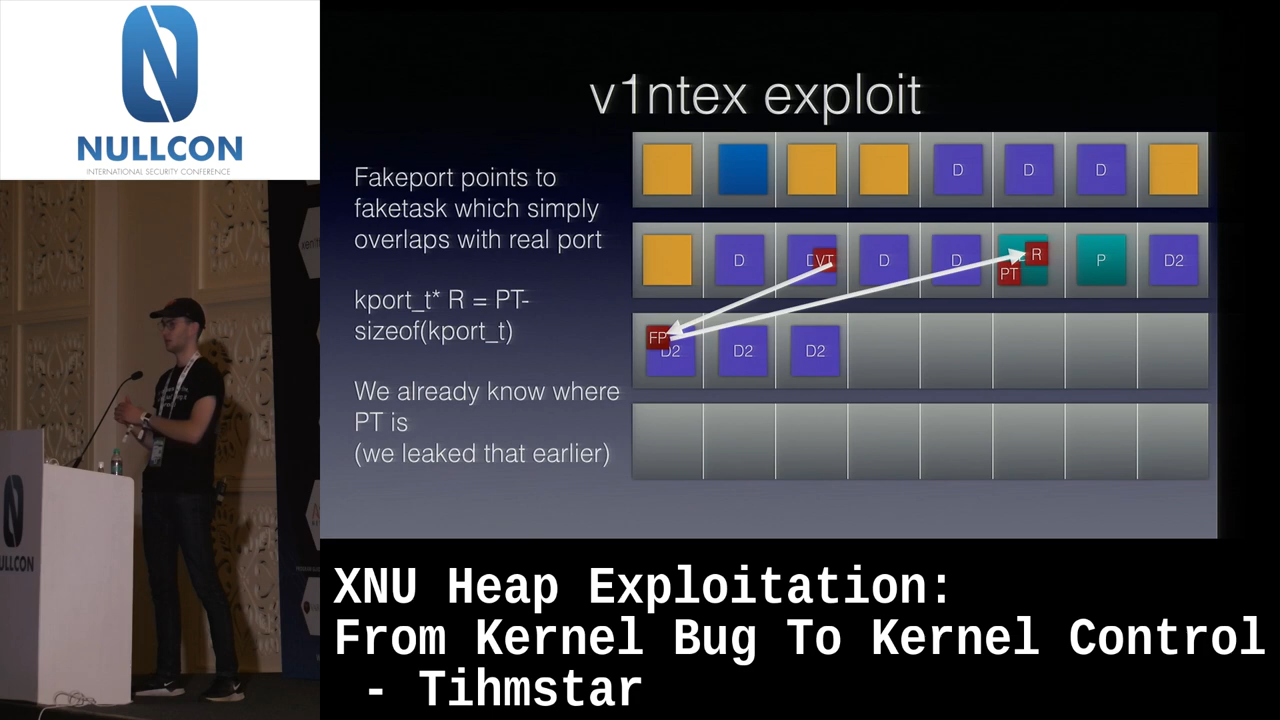 NULLCON
INTERNATIONAL SECURITY CONFERENCE
v1ntex exploit
Fakeport points to
faketask which simply
overlaps with real port
kport_t* R = PT-
sizeof(kport_t)
We already know where
PT is
(we leaked that earlier)
D D D
D D VT D D R PT P D2
FP D2 D2 D2
NULLCON
XNU Heap Exploitation:
From Kernel Bug To Kernel Control
- Tihmstar